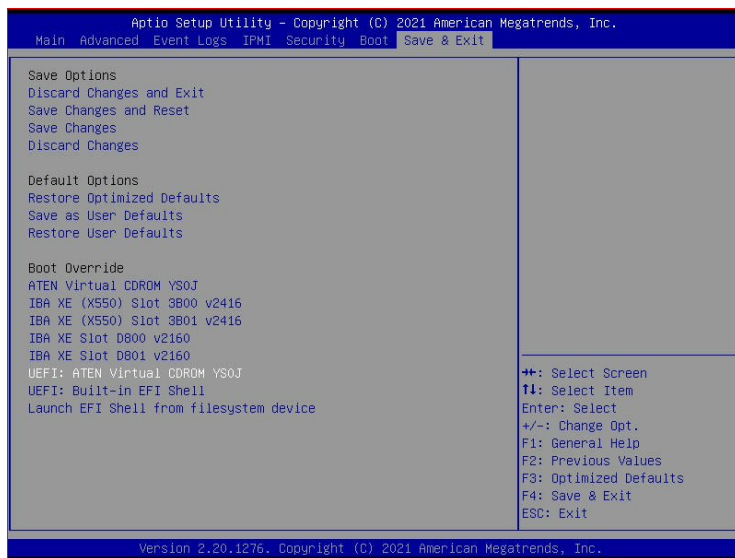 Aptio Setup Utility – Copyright (C) 2021 American Megatrends, Inc.
Main Advanced Event Logs IPMI Security Boot Save & Exit
Save Options
Discard Changes and Exit
Save Changes and Reset
Save Changes
Discard Changes
Default Options
Restore Optimized Defaults
Save as User Defaults
Restore User Defaults
Boot Override
ATEN Virtual CDROM YS0J
IBA XE (X550) Slot 3B00 v2416
IBA XE (X550) Slot 3B01 v2416
IBA XE Slot D800 v2160
IBA XE Slot D801 v2160
UEFI: ATEN Virtual CDROM YS0J
UEFI: Built-in EFI Shell
Launch EFI Shell from filesystem device
→←: Select Screen
↑↓: Select Item
Enter: Select
+/-: Change Opt.
F1: General Help
F2: Previous Values
F3: Optimized Defaults
F4: Save & Exit
ESC: Exit
Version 2.20.1276. Copyright (C) 2021 American Megatrends, Inc.